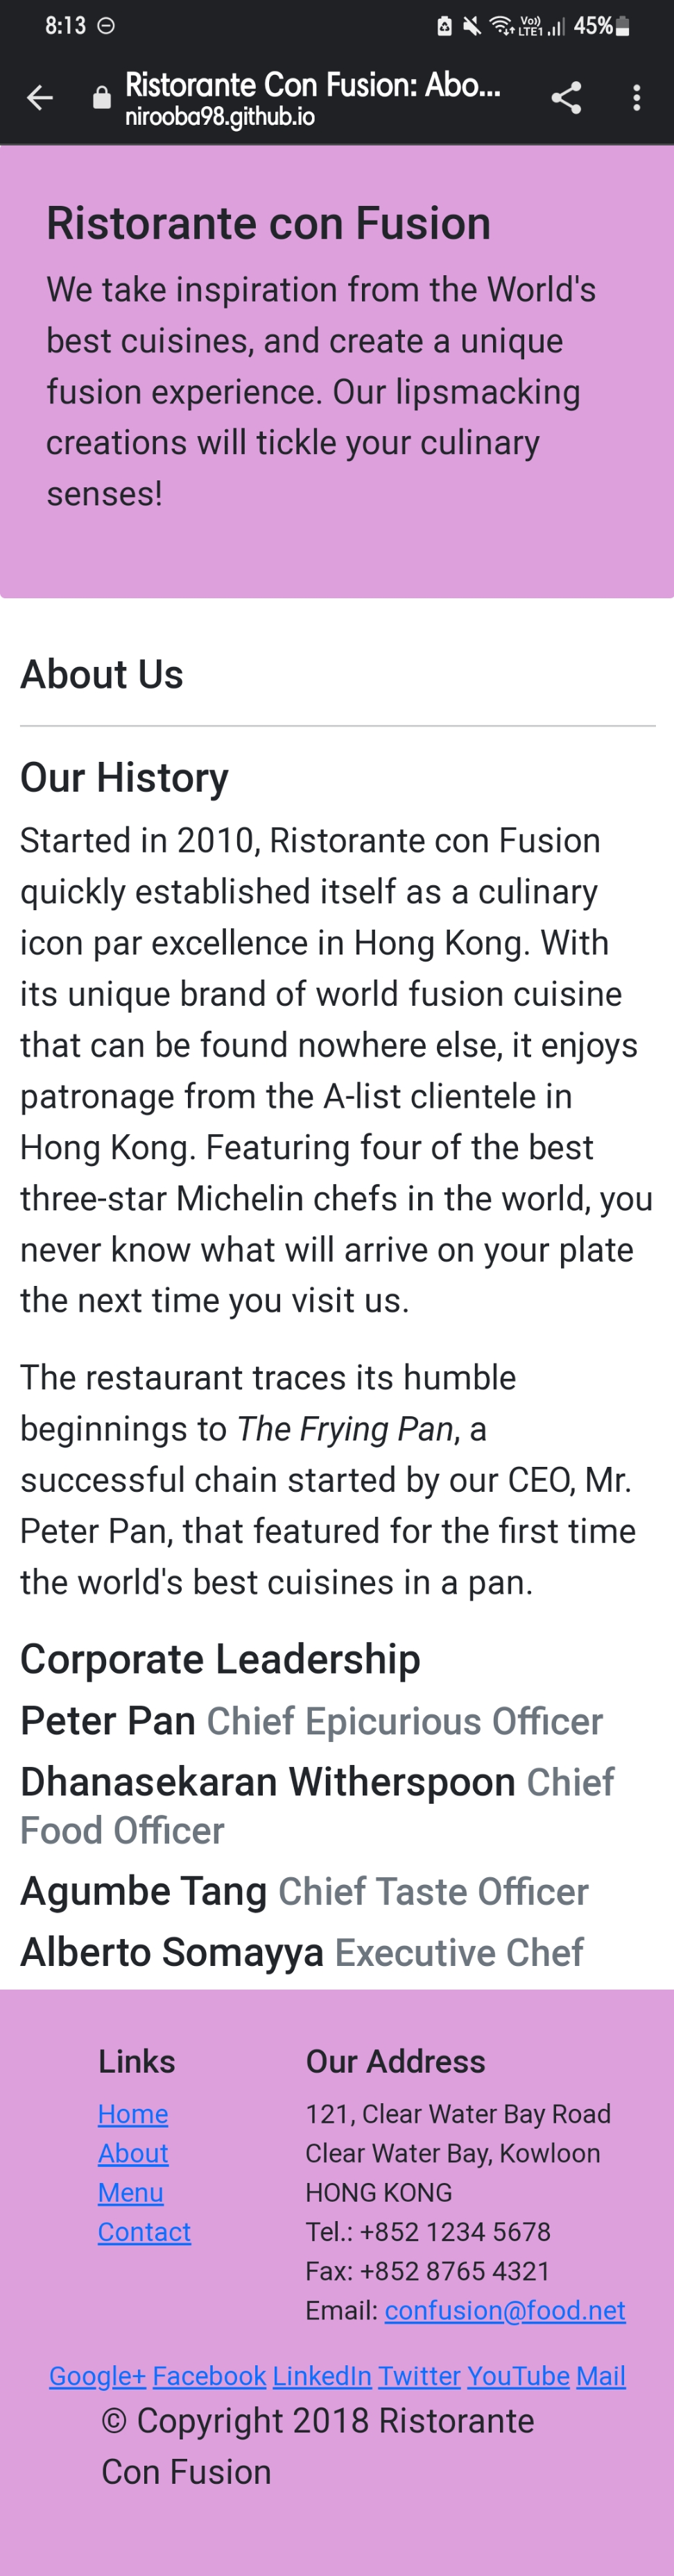 8:13
Vo))
LTE1
45%
Ristorante Con Fusion: Abo...
nirooba98.github.io
Ristorante con Fusion
We take inspiration from the World's
best cuisines, and create a unique
fusion experience. Our lipsmacking
creations will tickle your culinary
senses!
About Us
Our History
Started in 2010, Ristorante con Fusion
quickly established itself as a culinary
icon par excellence in Hong Kong. With
its unique brand of world fusion cuisine
that can be found nowhere else, it enjoys
patronage from the A-list clientele in
Hong Kong. Featuring four of the best
three-star Michelin chefs in the world, you
never know what will arrive on your plate
the next time you visit us.
The restaurant traces its humble
beginnings to The Frying Pan, a
successful chain started by our CEO, Mr.
Peter Pan, that featured for the first time
the world's best cuisines in a pan.
Corporate Leadership
Peter Pan Chief Epicurious Officer
Dhanasekaran Witherspoon Chief
Food Officer
Agumbe Tang Chief Taste Officer
Alberto Somayya Executive Chef
Links
Home
About
Menu
Contact
Our Address
121, Clear Water Bay Road
Clear Water Bay, Kowloon
HONG KONG
Tel.: +852 1234 5678
Fax: +852 8765 4321
Email: confusion@food.net
Google+ Facebook LinkedIn Twitter YouTube Mail
© Copyright 2018 Ristorante
Con Fusion